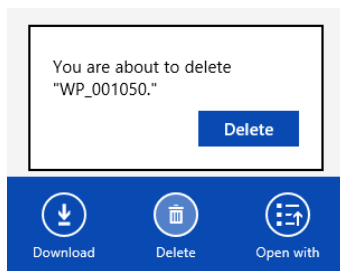 You are about to delete
"WP_001050."
Delete
Download
Delete
Open with